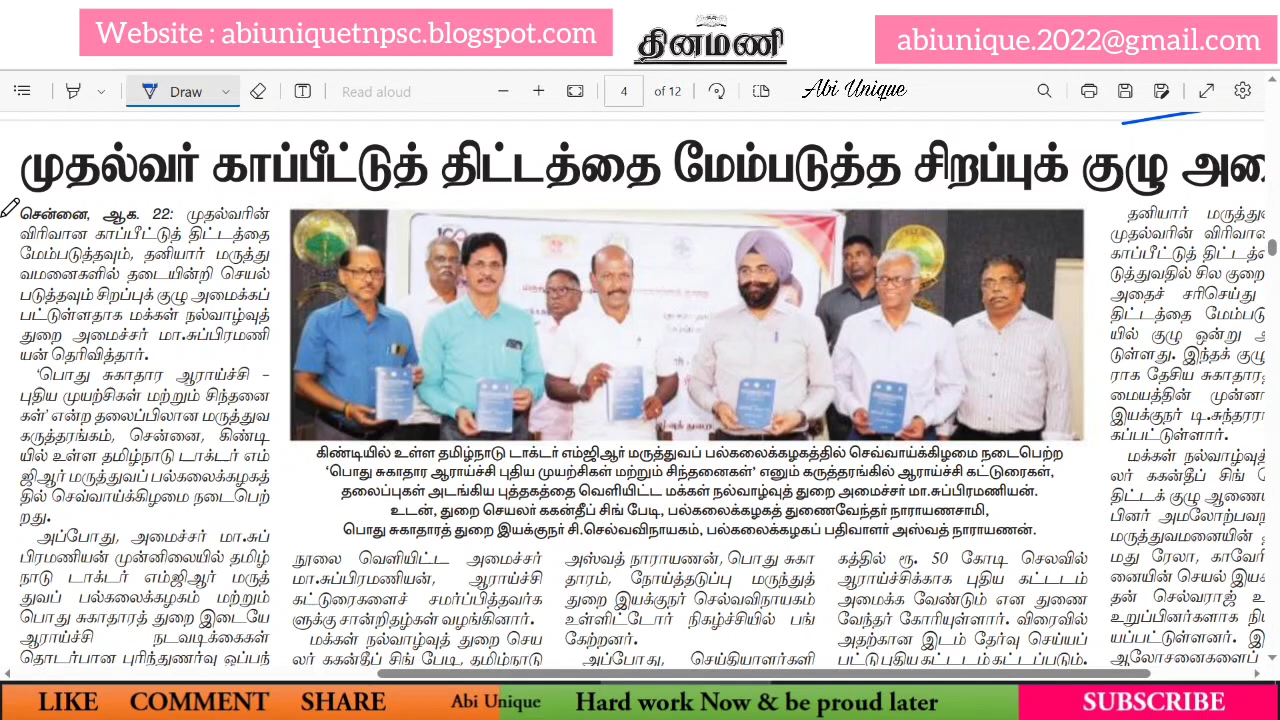 Website : abiuniquetnpsc.blogspot.com
தினமணி
abiunique.2022@gmail.com
Draw
Read aloud
4 of 12
Abi Unique
முதல்வர் காப்பீட்டுத் திட்டத்தை மேம்படுத்த சிறப்புக் குழு அமை
சென்னை, ஆக. 22: முதல்வரின்
விரிவான காப்பீட்டுத் திட்டத்தை
மேம்படுத்தவும், தனியார் மருத்து
வமனைகளில் தடையின்றி செயல்
படுத்தவும் சிறப்புக் குழு அமைக்கப்
பட்டுள்ளதாக மக்கள் நல்வாழ்வுத்
துறை அமைச்சர் மா.சுப்பிரமணி
யன் தெரிவித்தார்.
'பொது சுகாதார ஆராய்ச்சி –
புதிய முயற்சிகள் மற்றும் சிந்தனை
கள்' என்ற தலைப்பிலான மருத்துவ
கருத்தரங்கம், சென்னை, கிண்டி
யில் உள்ள தமிழ்நாடு டாக்டர் எம்
ஜிஆர் மருத்துவப் பல்கலைக்கழகத்
தில் செவ்வாய்க்கிழமை நடைபெற்
றது.
அப்போது, அமைச்சர் மா.சுப்
பிரமணியன் முன்னிலையில் தமிழ்
நாடு டாக்டர் எம்ஜிஆர் மருத்
துவப் பல்கலைக்கழகம் மற்றும்
பொது சுகாதாரத் துறை இடையே
ஆராய்ச்சி நடவடிக்கைகள்
தொடர்பான புரிந்துணர்வு ஒப்பந்
கிண்டியில் உள்ள தமிழ்நாடு டாக்டர் எம்ஜிஆர் மருத்துவப் பல்கலைக்கழகத்தில் செவ்வாய்க்கிழமை நடைபெற்ற
'பொது சுகாதார ஆராய்ச்சி புதிய முயற்சிகள் மற்றும் சிந்தனைகள்' எனும் கருத்தரங்கில் ஆராய்ச்சி கட்டுரைகள்,
தலைப்புகள் அடங்கிய புத்தகத்தை வெளியிட்ட மக்கள் நல்வாழ்வுத் துறை அமைச்சர் மா.சுப்பிரமணியன்.
உடன், துறை செயலர் ககன்தீப் சிங் பேடி, பல்கலைக்கழகத் துணைவேந்தர் நாராயணசாமி,
பொது சுகாதாரத் துறை இயக்குநர் சி.செல்வவிநாயகம், பல்கலைக்கழகப் பதிவாளர் அஸ்வத் நாராயணன்.
நூலை வெளியிட்ட அமைச்சர்
மா.சுப்பிரமணியன், ஆராய்ச்சி
கட்டுரைகளைச் சமர்ப்பித்தவர்க
ளுக்கு சான்றிதழ்கள் வழங்கினார்.
மக்கள் நல்வாழ்வுத் துறை செய
லர் ககன்தீப் சிங் பேடி, தமிழ்நாடு
அஸ்வத் நாராயணன், பொது சுகா
தாரம், நோய்த்தடுப்பு மருந்துத்
துறை இயக்குநர் செல்வவிநாயகம்
உள்ளிட்டோர் நிகழ்ச்சியில் பங்
கேற்றனர்.
அப்போது, செய்தியாளர்களி
கத்தில் ரூ. 50 கோடி செலவில்
ஆராய்ச்சிக்காக புதிய கட்டடம்
அமைக்க வேண்டும் என துணை
வேந்தர் கோரியுள்ளார். விரைவில்
அதற்கான இடம் தேர்வு செய்யப்
பட்டு புதிய கட்டடம் கட்டப்படும்.
தனியார் மருத்துவ
முதல்வரின் விரிவான
காப்பீட்டுத் திட்டத்
டுத்துவதில் சில குறை
அதைச் சரிசெய்து
திட்டத்தை மேம்படு
யில் குழு ஒன்று அ
டுள்ளது. இந்தக் குழு
ராக தேசிய சுகாதார
மையத்தின் முன்னா
இயக்குநர் டி.சுந்தரரா
கப்பட்டுள்ளார்.
மக்கள் நல்வாழ்வுத்
லர் ககன்தீப் சிங்
திட்டக் குழு ஆணைய
பினர் அமலோற்பவந
மருத்துவமனையின்
மது ரேலா, காவேரி
னையின் செயல் இயக்
தன் செல்வராஜ் உ
உறுப்பினர்களாக நிய
யப்பட்டுள்ளனர். இ
ஆலோசனைகளைப்
LIKE COMMENT SHARE
Abi Unique
Hard work Now & be proud later
SUBSCRIBE